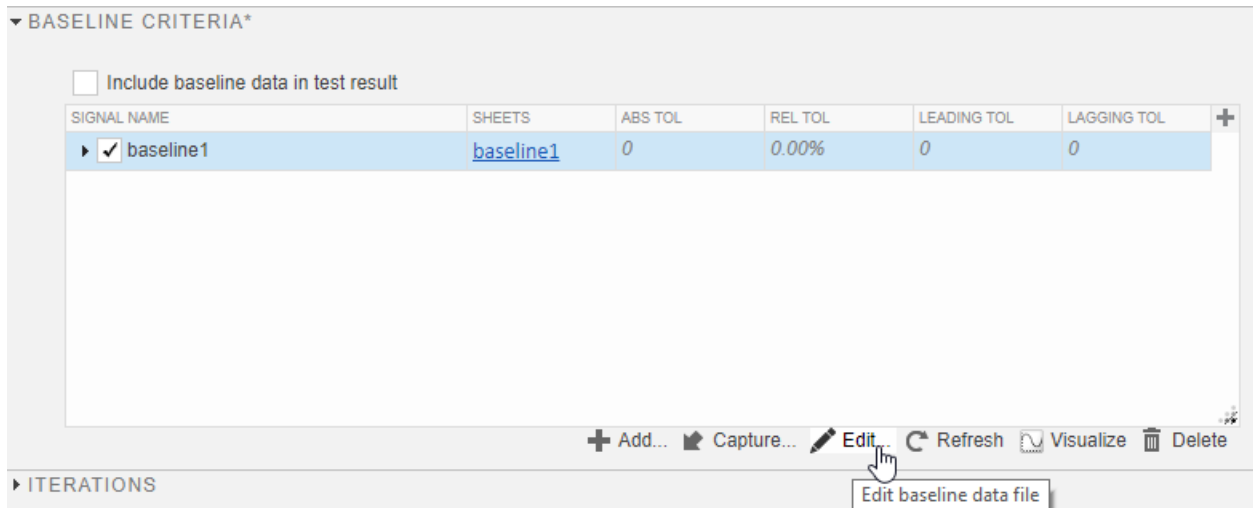 BASELINE CRITERIA*
Include baseline data in test result
SIGNAL NAME SHEETS ABS TOL REL TOL LEADING TOL LAGGING TOL
baseline1 baseline1 0 0.00% 0 0
Add... Capture... Edit... Refresh Visualize Delete
ITERATIONS
Edit baseline data file